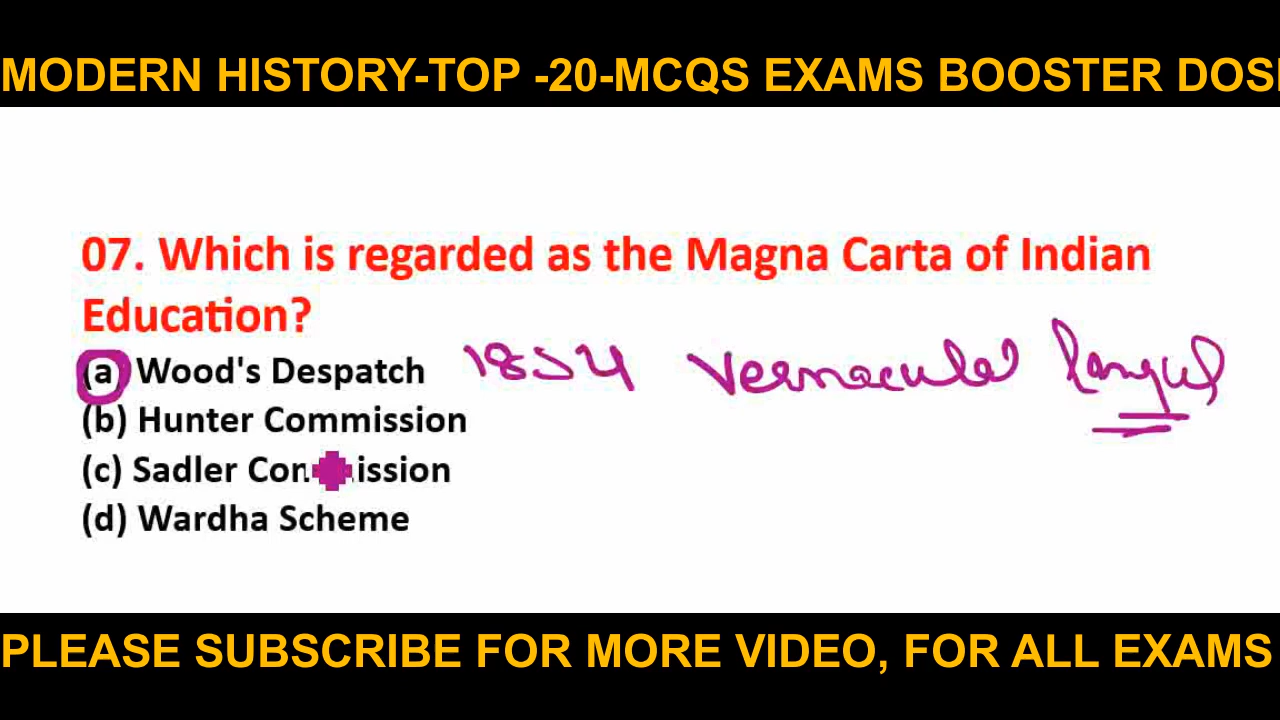 MODERN HISTORY-TOP -20-MCQS EXAMS BOOSTER DOS
07. Which is regarded as the Magna Carta of Indian
Education?
(a) Wood's Despatch 1854 Vernacular
(b) Hunter Commission
(c) Sadler Commission
(d) Wardha Scheme
PLEASE SUBSCRIBE FOR MORE VIDEO, FOR ALL EXAMS